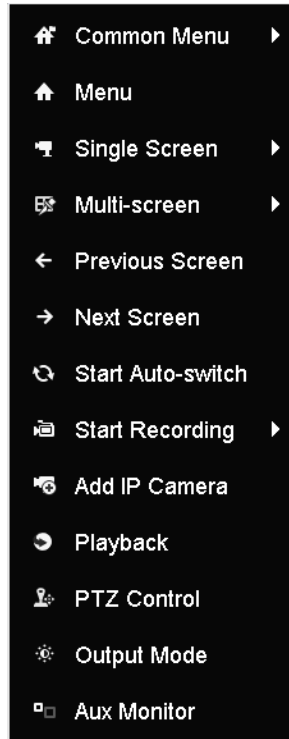 Common Menu
Menu
Single Screen
Multi-screen
Previous Screen
Next Screen
Start Auto-switch
Start Recording
Add IP Camera
Playback
PTZ Control
Output Mode
Aux Monitor